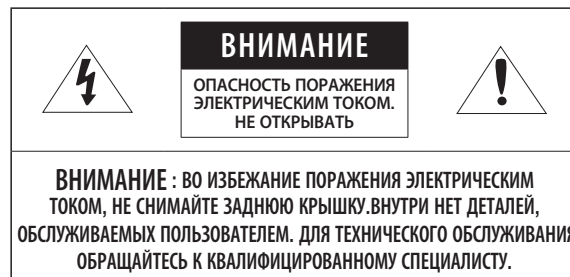 ВНИМАНИЕ
ОПАСНОСТЬ ПОРАЖЕНИЯ
ЭЛЕКТРИЧЕСКИМ ТОКОМ.
НЕ ОТКРЫВАТЬ
ВНИМАНИЕ : ВО ИЗБЕЖАНИЕ ПОРАЖЕНИЯ ЭЛЕКТРИЧЕСКИМ
ТОКОМ, НЕ СНИМАЙТЕ ЗАДНЮЮ КРЫШКУ.ВНУТРИ НЕТ ДЕТАЛЕЙ,
ОБСЛУЖИВАЕМЫХ ПОЛЬЗОВАТЕЛЕМ. ДЛЯ ТЕХНИЧЕСКОГО ОБСЛУЖИВАНИЯ
ОБРАЩАЙТЕСЬ К КВАЛИФИЦИРОВАННОМУ СПЕЦИАЛИСТУ.